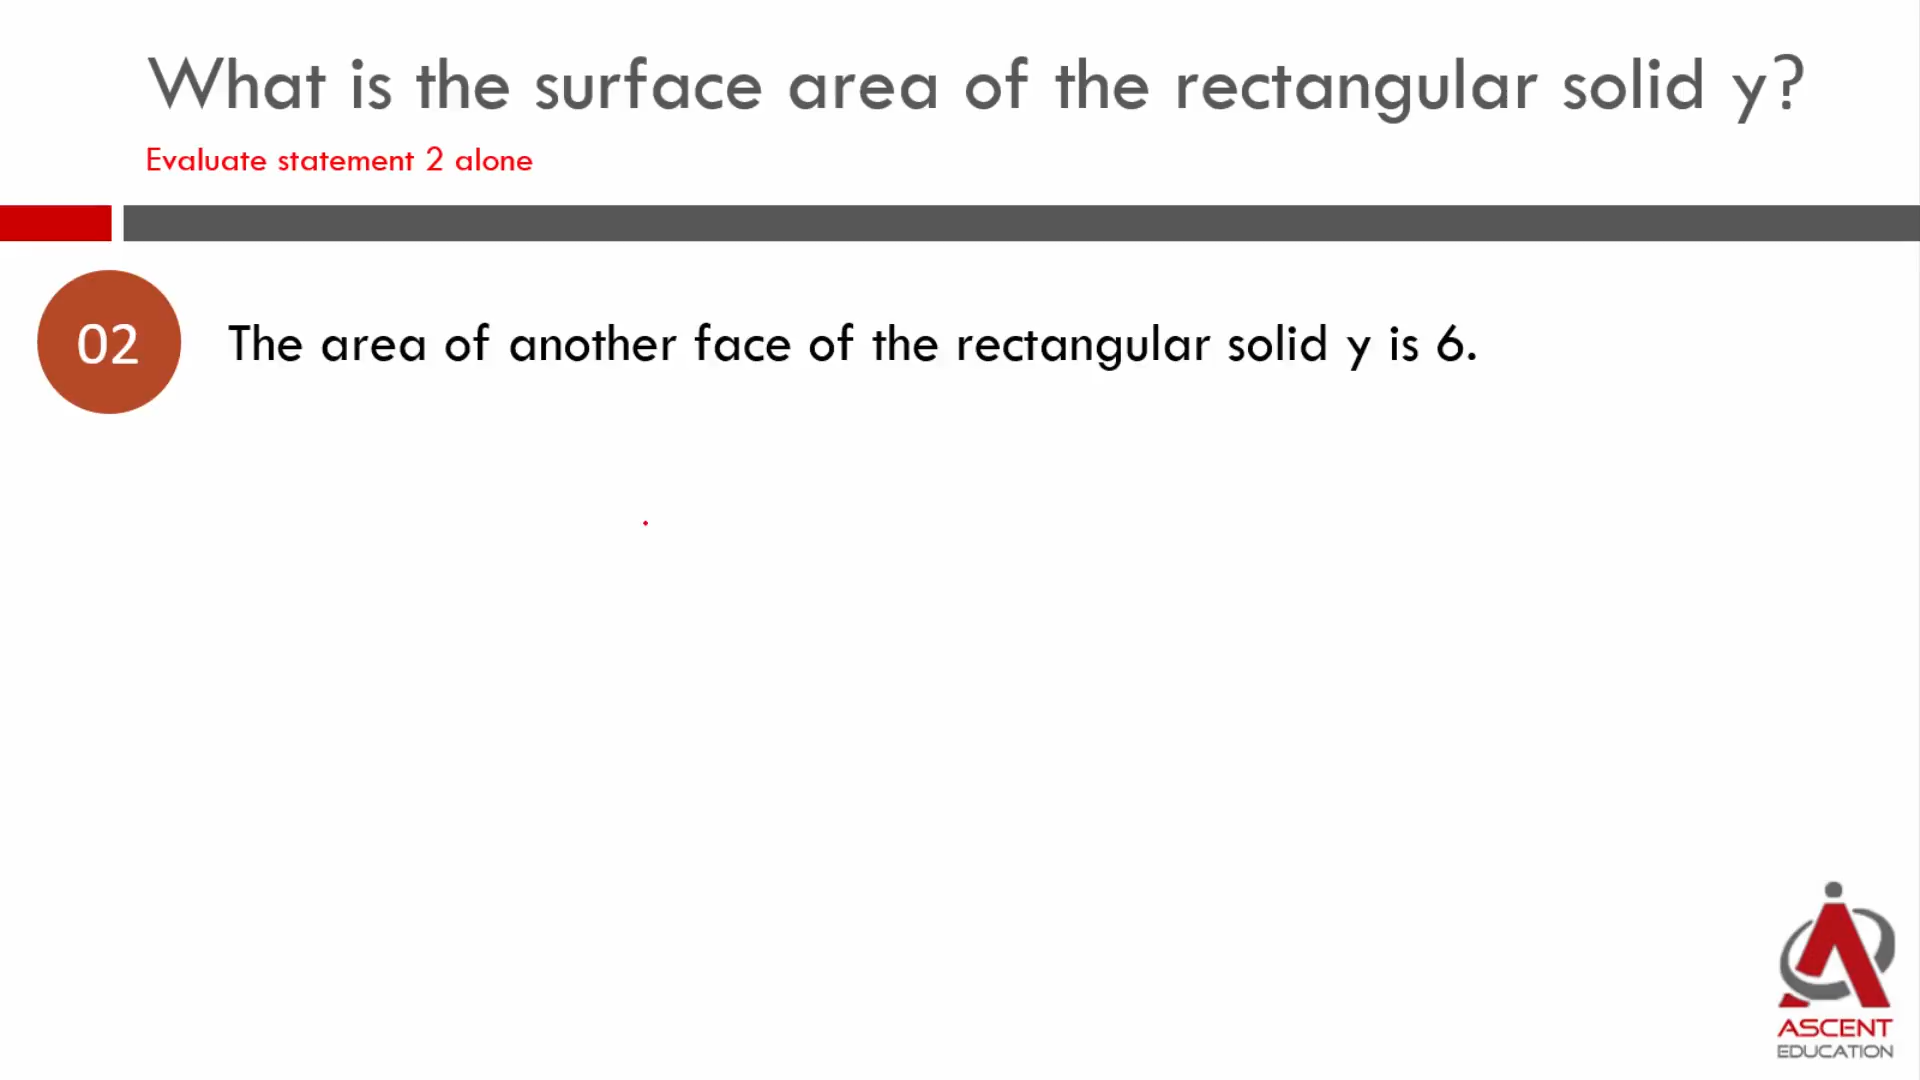 What is the surface area of the rectangular solid y?
Evaluate statement 2 alone
02
The area of another face of the rectangular solid y is 6.
ASCENT
EDUCATION